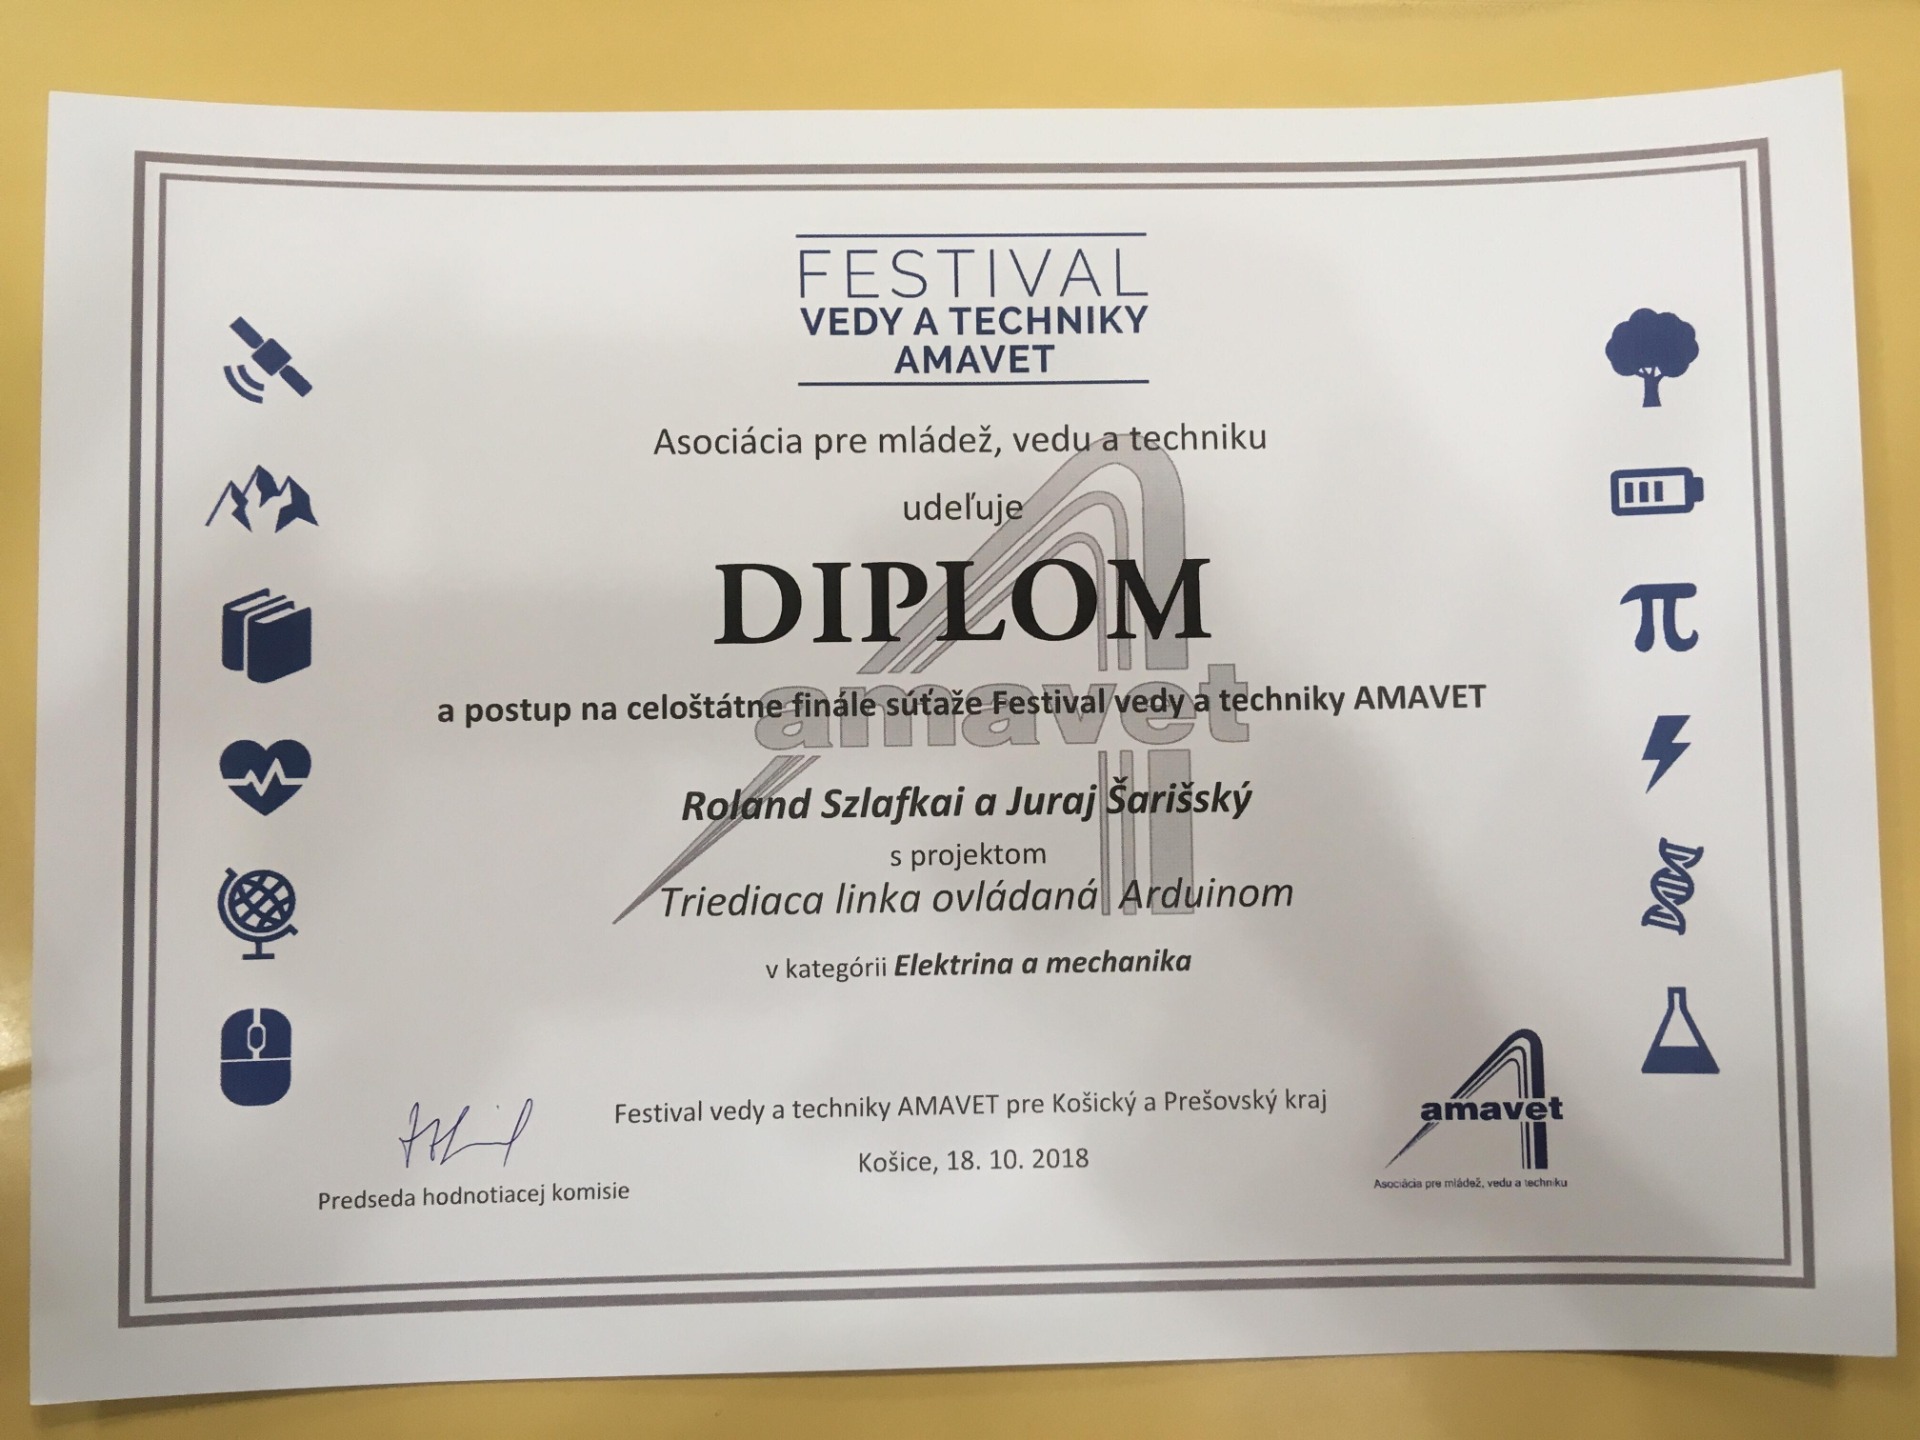 FESTIVAL
VEDY A TECHNIKY
AMAVET
Asociácia pre mládež, vedu a techniku
udeľuje
DIPLOM
a postup na celoštátne finále súťaže Festival vedy a techniky AMAVET
amavet
Roland Szlafkai a Juraj Šarišský
s projektom
Triediaca linka ovládaná Arduinom
v kategórii Elektrina a mechanika
Festival vedy a techniky AMAVET pre Košický a Prešovský kraj
Košice, 18. 10. 2018
Predseda hodnotiacej komisie
amavet
Asociácia pre mládež, vedu a techniku
π